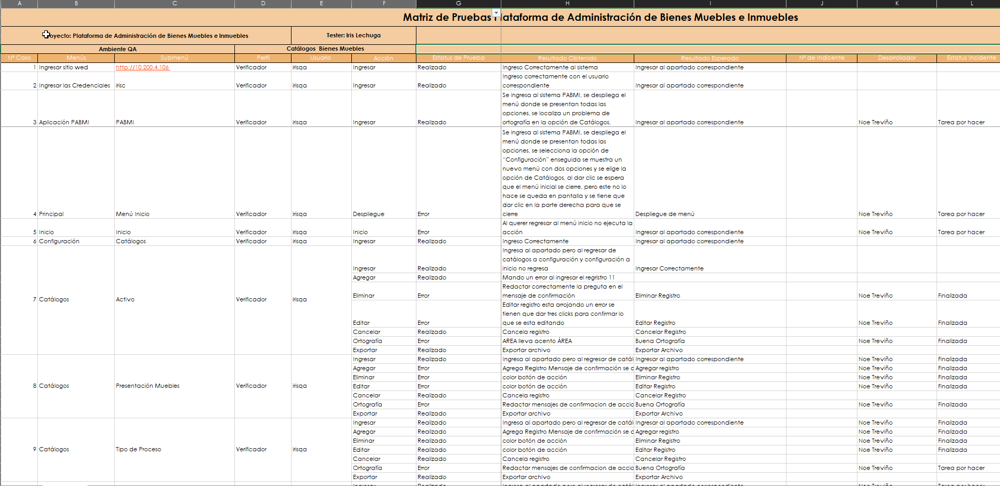 A B C D E F G H I J K L
Matriz de Pruebas Plataforma de Administración de Bienes Muebles e Inmuebles
oyecto: Plataforma de Administración de Bienes Muebles e Inmuebles Tester: Iris Lechuga
Ambiente QA Catálogos Bienes Muebles
Nº Caso Menús Submenú Perfil Usuario Acción Estatus de Prueba Resultado Obtenido Resultado Esperado Nº de Indicente Desarrollador Estatus Incidente
1 Ingresar sitio wed http://10.200.4.106 Verificador irisqa Ingresar Realizado Ingreso Correctamente al sistema Ingresar al apartado correspondiente
Ingreso correctamente con el usuario
2 Ingresar las Credenciales irisc Verificador irisqa Ingresar Realizado correspondiente Ingresar al apartado correspondiente
Se ingresa al sistema PABMI, se despliega el
menú donde se presentan todas las
opciones, se localiza un problema de
3 Aplicación PABMI PABMI Verificador irisqa Ingresar Realizado ortografía en la opción de Catálogos. Ingresar al apartado correspondiente Noe Treviño Tarea por hacer
Se ingresa al sistema PABMI, se despliega el
menú donde se presentan todas las
opciones, se selecciona la opción de
"Configuración" enseguida se muestra un
nuevo menú con dos opciones y se elige la
opción de Catálogos, al dar clic se espera
que el menú inicial se cierre, pero este no lo
hace se queda en pantalla y se tiene que
dar clic en la parte derecha para que se
4 Principal Menú Inicio Verificador irisqa Despliegue Error cierre Despliegue de menú Noe Treviño Tarea por hacer
Al querer regresar al menú inicio no ejecuta la
5 Inicio Inicio Verificador irisqa Inicio Error acción Ingresar al apartado correspondiente Noe Treviño Tarea por hacer
6 Configuración Catálogos Verificador irisqa Ingresar Realizado Ingreso Correctamente Ingresar al apartado correspondiente
Ingresa al apartado pero al regresar de
catálogos a configuración y configuración a
Ingresar Realizado inicio no regresa Ingresar Correctamente
Agregar Realizado Mando un error al ingresar el regristro 11
Redactar correctamente la preguta en el
Eliminar Error mensaje de confirmación Eliminar Registro Noe Treviño Finalizada
7 Catálogos Activo Verificador irisqa
Editar registro esta arrojando un error se
tienen que dar tres clicks para confirmar lo
Editar Error que se esta editando Editar Registro Noe Treviño Finalizada
Cancelar Realizado Cancela registro Cancelar Registro
Ortografía Error AREA lleva acento ÁREA Buena Ortografía Noe Treviño Finalizada
Exportar Realizado Exportar archivo Exportar Archivo
Ingresar Realizado Ingresa al apartado pero al regresar de catál Ingresar al apartado correspondiente Noe Treviño Finalizada
Agregar Error Agrega Registro Mensaje de confirmación se c Agregar registro Noe Treviño Finalizada
Eliminar Error color botón de acción Eliminar Registro Noe Treviño Finalizada
8 Catálogos Presentación Muebles Verificador irisqa Editar Error color botón de acción Editar Registro Noe Treviño Finalizada
Cancelar Realizado Cancela registro Cancelar Registro
Ortografía Error Redactar mensajes de confirmacion de accio Buena Ortografía Noe Treviño Finalizada
Exportar Realizado Exportar archivo Exportar Archivo
Ingresar Realizado Ingresa al apartado pero al regresar de catál Ingresar al apartado correspondiente Noe Treviño Finalizada
Agregar Realizado Agrega Registro Mensaje de confirmación se c Agregar registro Noe Treviño Finalizada
Eliminar Realizado color botón de acción Eliminar Registro Noe Treviño Finalizada
9 Catálogos Tipo de Proceso Verificador irisqa Editar Realizado color botón de acción Editar Registro Noe Treviño Finalizada
Cancelar Realizado Cancela registro Cancelar Registro
Ortografía Error Redactar mensajes de confirmacion de accio Buena Ortografía Noe Treviño Tarea por hacer
Exportar Realizado Exportar archivo Exportar Archivo